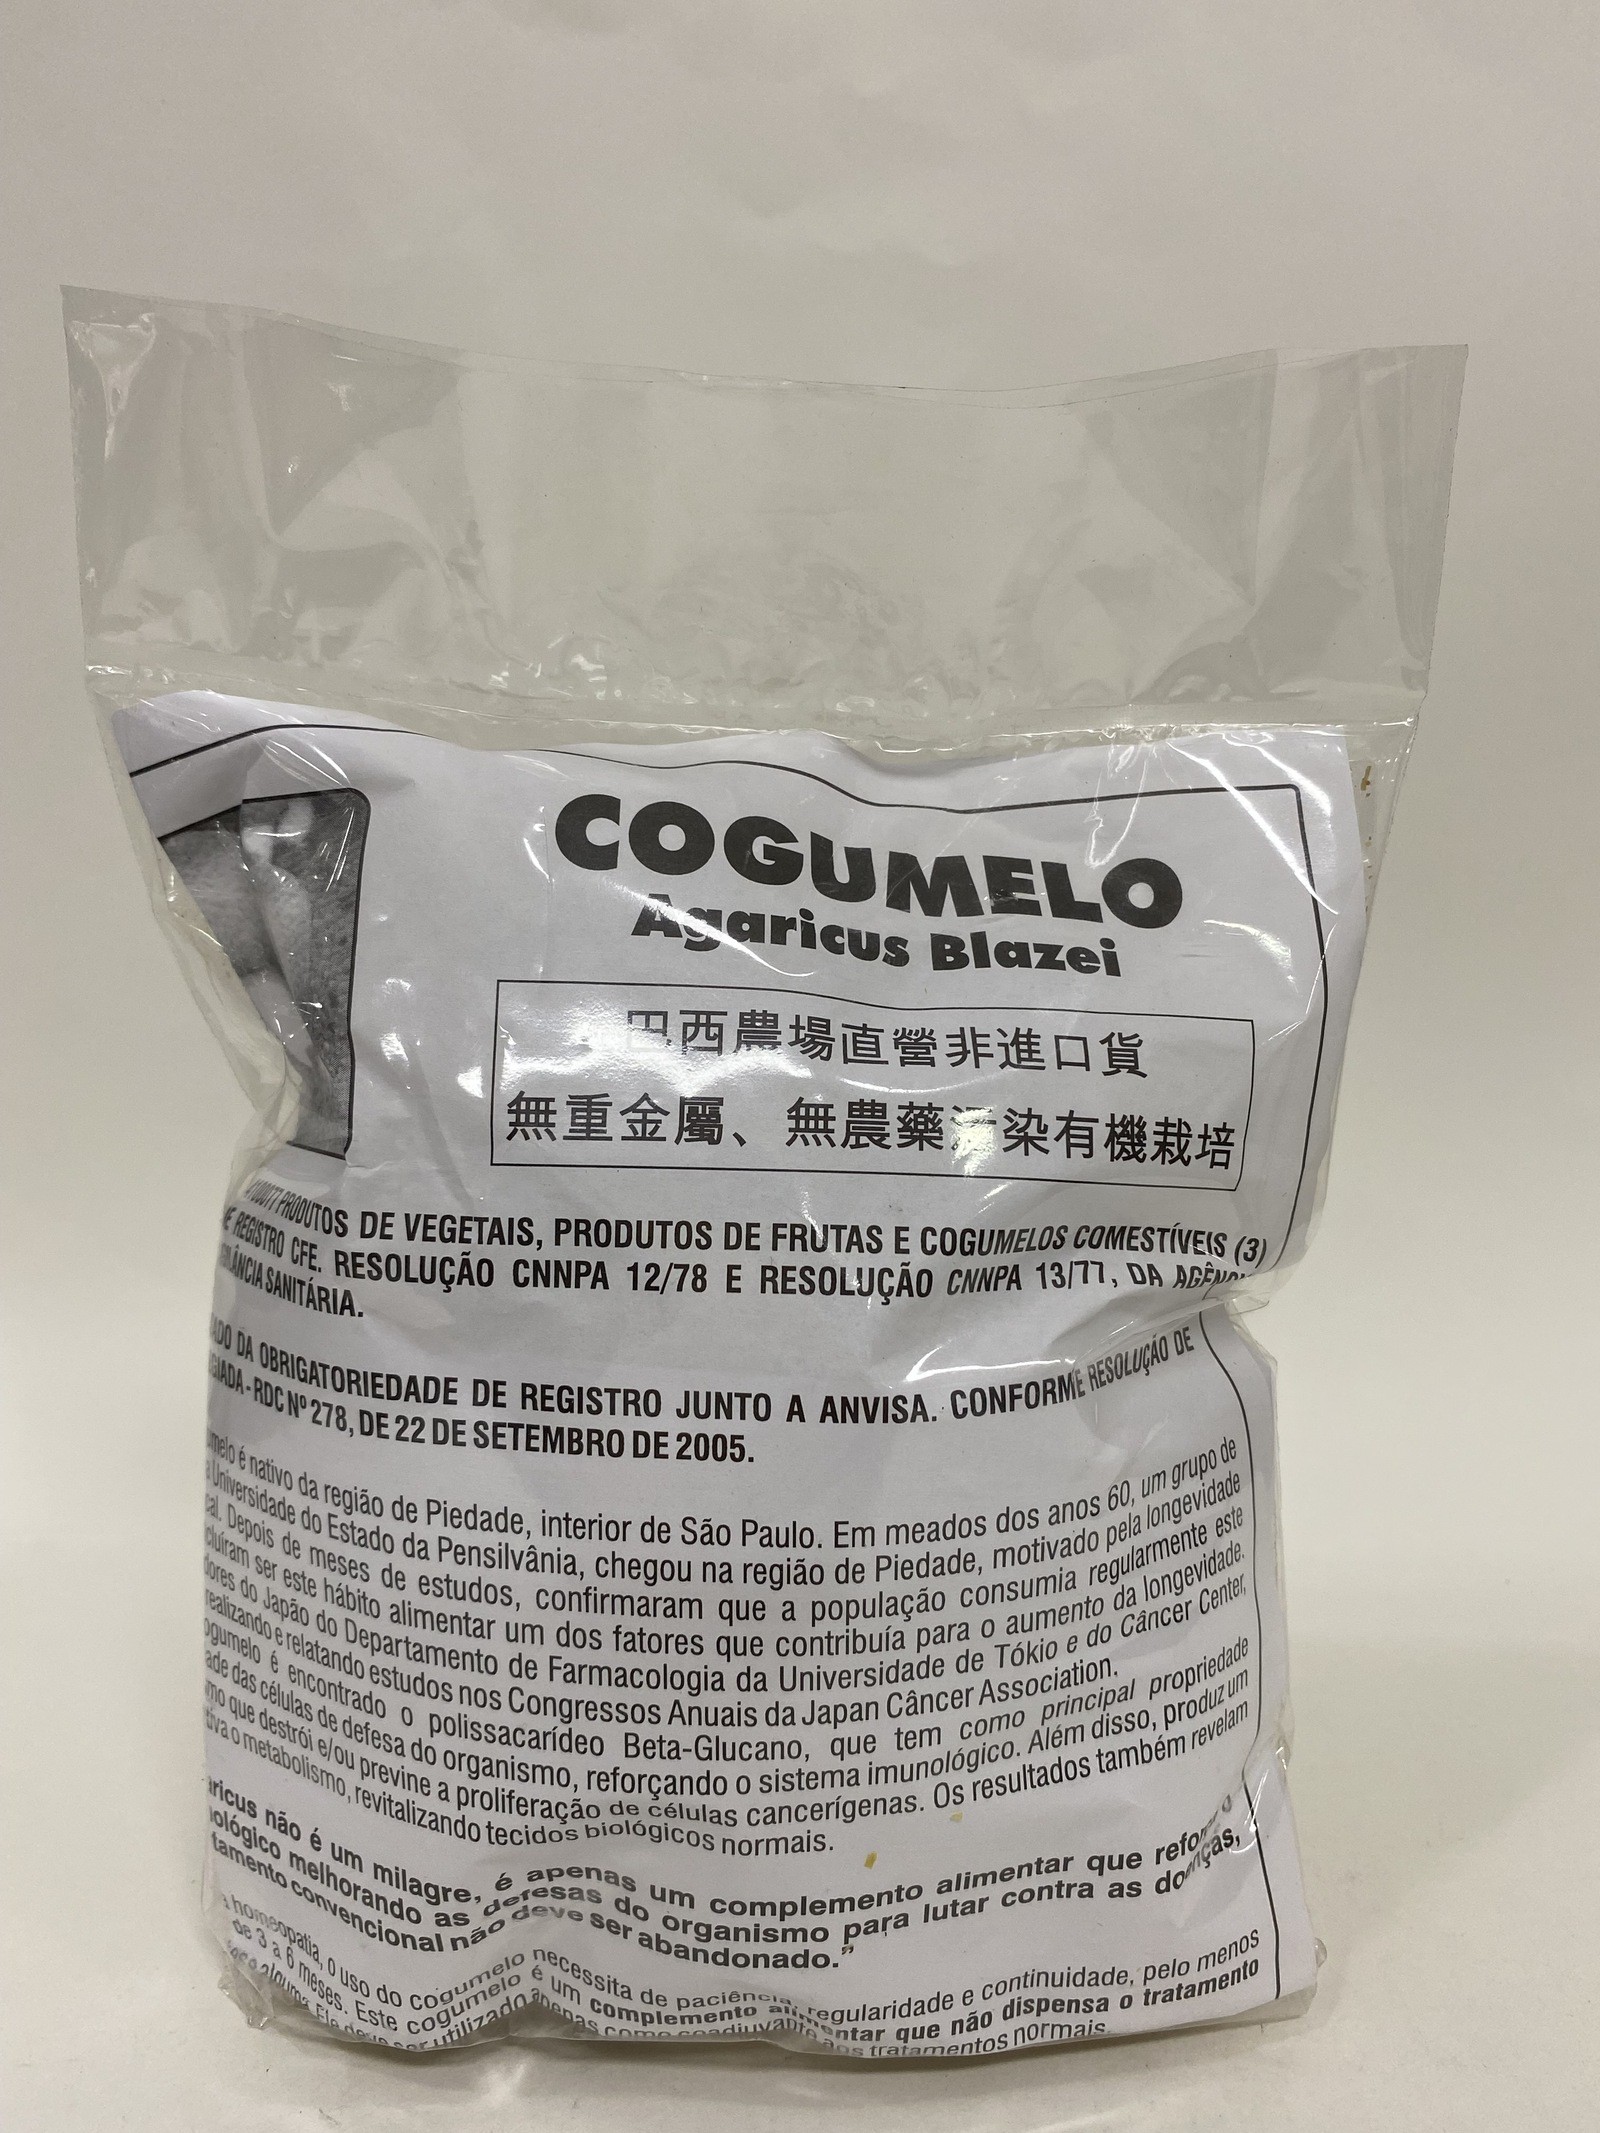 COGUMELO
Agaricus Blazei
巴西農場直營非進口貨
無重金屬、無農藥污染有機栽培
PRODUTOS DE VEGETAIS, PRODUTOS DE FRUTAS E COGUMELOS COMESTÍVEIS (3)
REGISTRO CFE. RESOLUÇÃO CNNPA 12/78 E RESOLUÇÃO CNNPA 13/77, DA
SANITÁRIA.
DA OBRIGATORIEDADE DE REGISTRO JUNTO A ANVISA. CONFORME RESOLUÇÃO DE
- RDC Nº 278, DE 22 DE SETEMBRO DE 2005.
é nativo da região de Piedade, interior de São Paulo. Em meados dos anos 60, um grupo de
Universidade do Estado da Pensilvânia, chegou na região de Piedade, motivado pela longevidade
Depois de meses de estudos, confirmaram que a população consumia regularmente este
ser este hábito alimentar um dos fatores que contribuía para o aumento da longevidade.
do Japão do Departamento de Farmacologia da Universidade de Tókio e do Câncer Center,
realizando e relatando estudos nos Congressos Anuais da Japan Câncer Association.
é encontrado o polissacarídeo Beta-Glucano, que tem como principal propriedade
das células de defesa do organismo, reforçando o sistema imunológico. Além disso, produz um
que destrói e/ou previne a proliferação de células cancerígenas. Os resultados também revelam
o metabolismo, revitalizando tecidos biológicos normais.
não é um milagre, é apenas um complemento alimentar que
melhorando as defesas do organismo para lutar contra as doenças,
convencional não deve ser abandonado."
homeopatia, o uso do cogumelo necessita de paciência, regularidade e continuidade, pelo menos
de 3 a 6 meses. Este cogumelo é um complemento alimentar que não dispensa o tratamento
ser utilizado apenas como coadjuvante aos tratamentos normais.